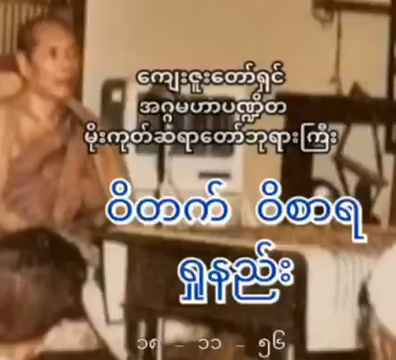 ကျေးဇူးတော်ရှင်
အဂ္ဂမဟာပဏ္ဍိတ
မိုးကုတ်ဆရာတော်ဘုရားကြီး
ဝိတက် ဝိစာရ
ရှုနည်း
၁၈ - ၁၁ - ၅၆